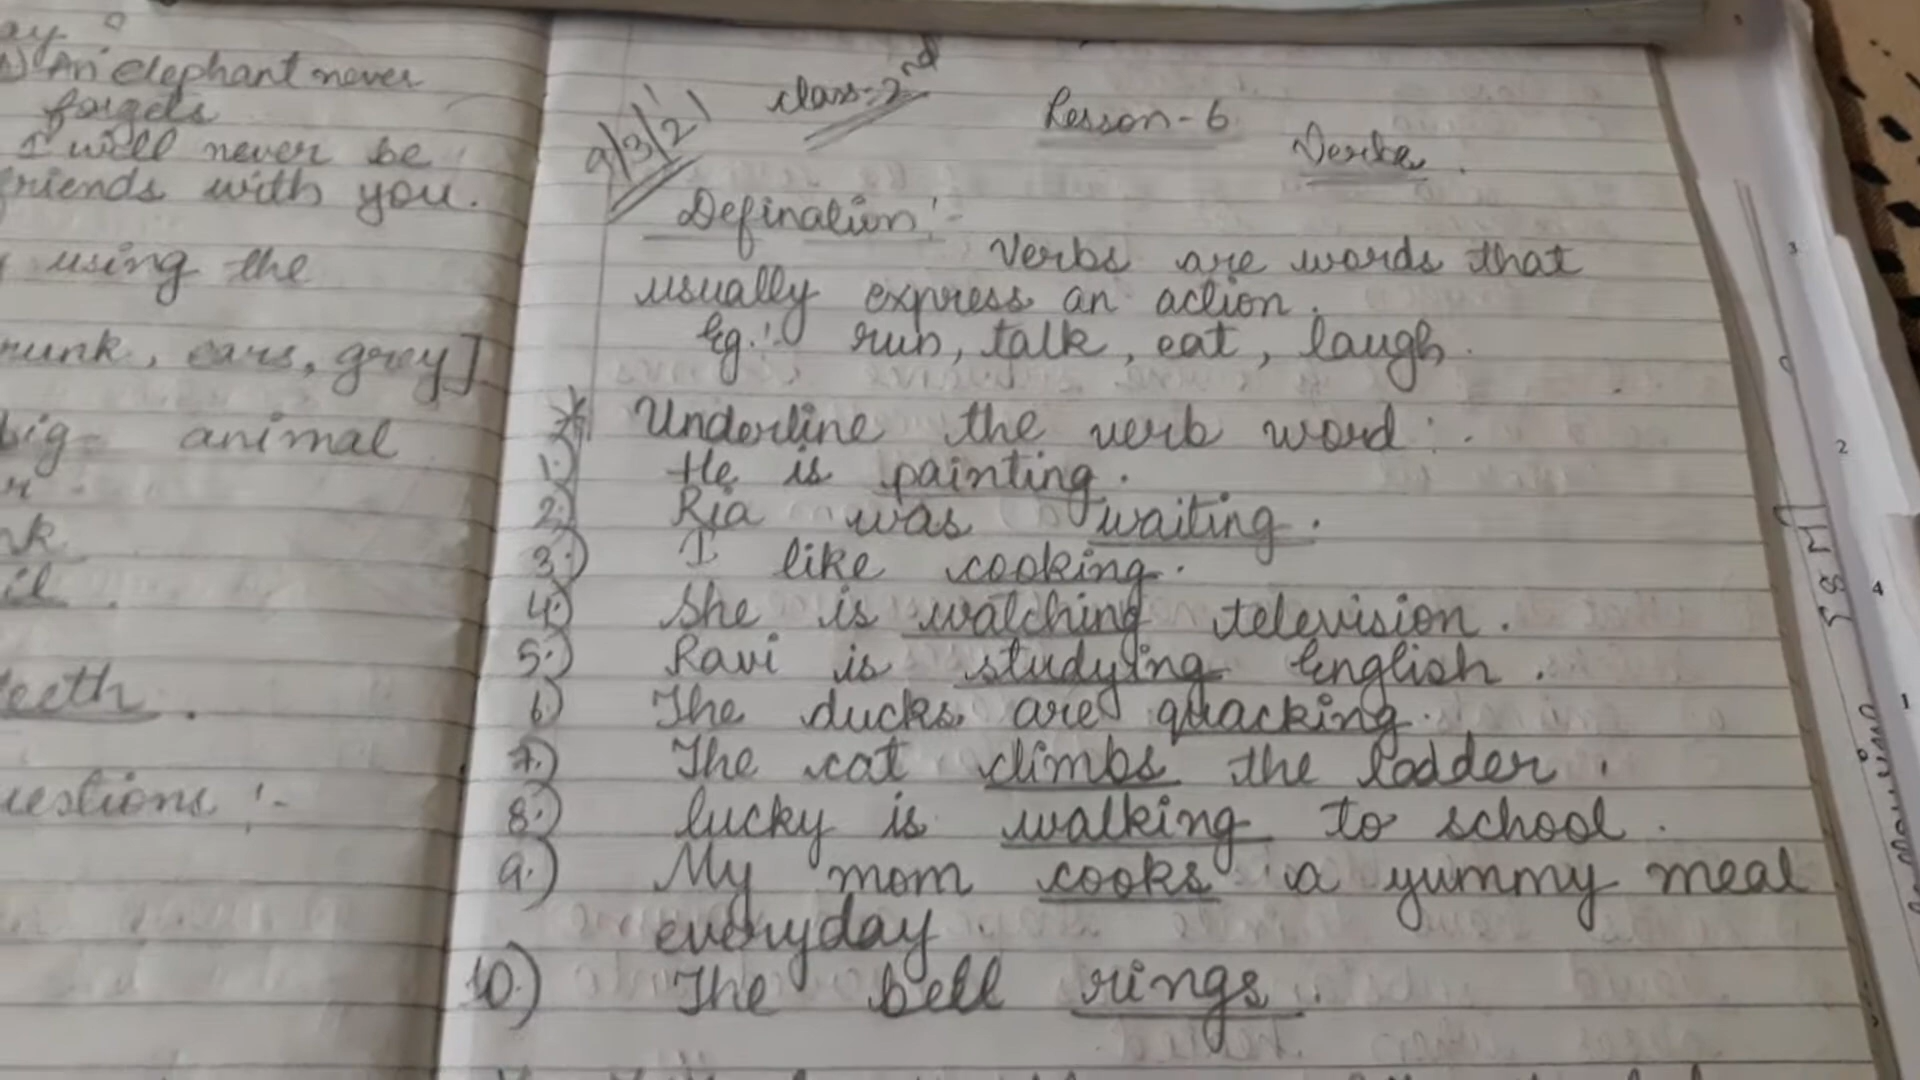 An elephant never
forgets
I will never be
friends with you.
using the
runk, ears, grey]
big animal
eeth.
uestions :-
9/3/21 class-2nd
Lesson-6
Verbs.
Defination:-
Verbs are words that
usually express an action.
Eg.: run, talk, eat, laugh.
* Underline the verb word :.
1.) He is painting.
2.) Ria was waiting.
3.) I like cooking.
4.) She is watching television.
5.) Ravi is studying English.
6.) The ducks are quacking.
7.) The cat climbs the ladder.
8.) lucky is walking to school.
9.) My mom cooks a yummy meal
everyday
10.) The bell rings.